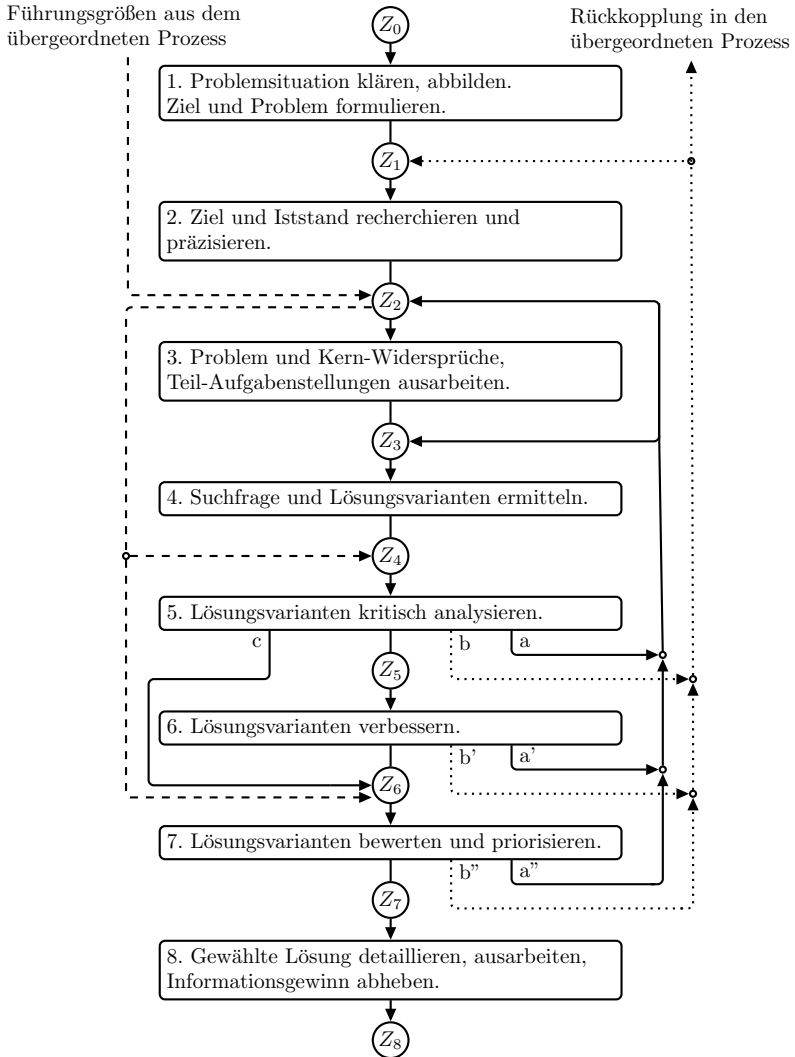 Führungsgrößen aus dem
übergeordneten Prozess
Z0
Rückkopplung in den
übergeordneten Prozess
1. Problemsituation klären, abbilden.
Ziel und Problem formulieren.
Z1
2. Ziel und Iststand recherchieren und
präzisieren.
Z2
3. Problem und Kern-Widersprüche,
Teil-Aufgabenstellungen ausarbeiten.
Z3
4. Suchfrage und Lösungsvarianten ermitteln.
Z4
5. Lösungsvarianten kritisch analysieren.
c
b
a
Z5
6. Lösungsvarianten verbessern.
b'
a'
Z6
7. Lösungsvarianten bewerten und priorisieren.
b”
a”
Z7
8. Gewählte Lösung detaillieren, ausarbeiten,
Informationsgewinn abheben.
Z8